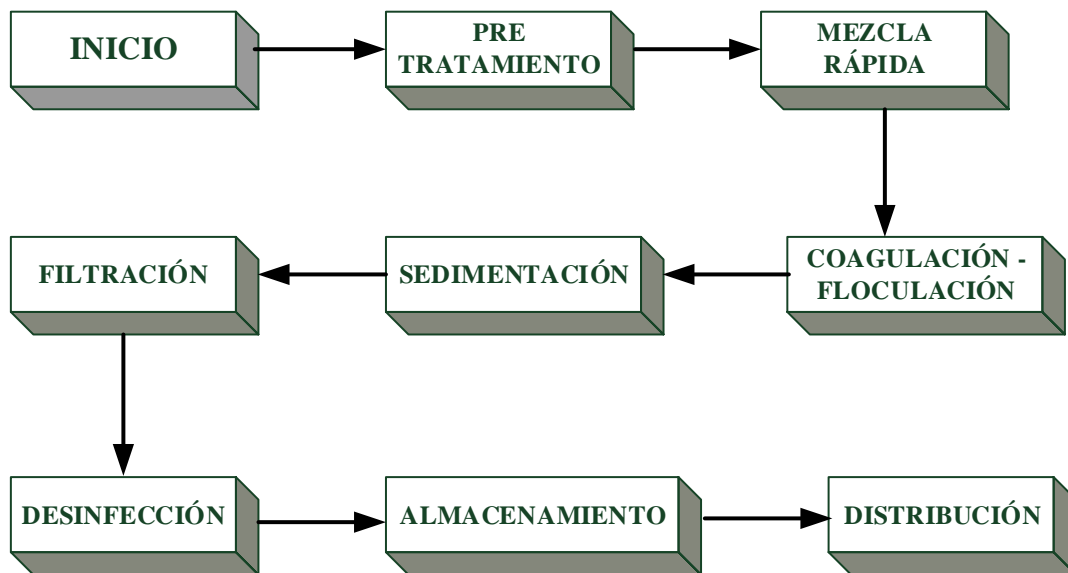 INICIO
PRE
TRATAMIENTO
MEZCLA
RÁPIDA
COAGULACIÓN -
FLOCULACIÓN
SEDIMENTACIÓN
FILTRACIÓN
DESINFECCIÓN
ALMACENAMIENTO
DISTRIBUCIÓN